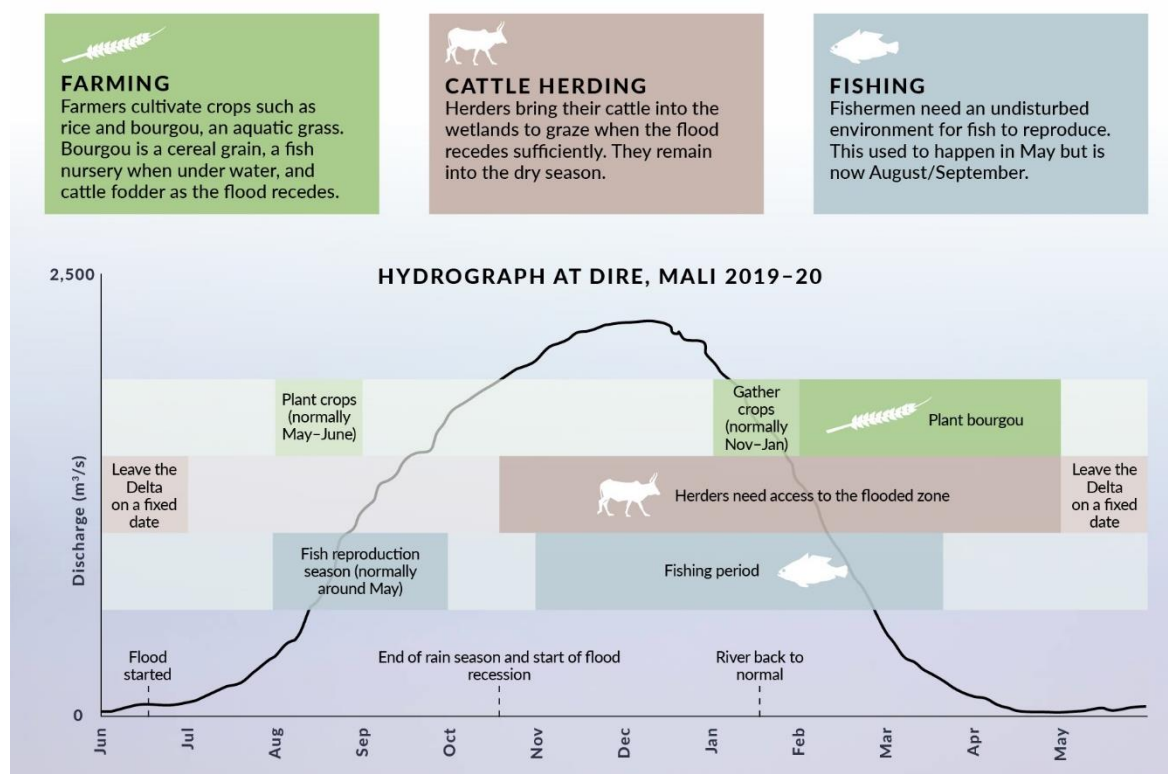 FARMING
Farmers cultivate crops such as
rice and bourgou, an aquatic grass.
Bourgou is a cereal grain, a fish
nursery when under water, and
cattle fodder as the flood recedes.
CATTLE HERDING
Herders bring their cattle into the
wetlands to graze when the flood
recedes sufficiently. They remain
into the dry season.
FISHING
Fishermen need an undisturbed
environment for fish to reproduce.
This used to happen in May but is
now August/September.
HYDROGRAPH AT DIRE, MALI 2019–20
2,500
Discharge (m³/s)
0
Plant crops
(normally
May–June)
Gather
crops
(normally
Nov–Jan)
Plant bourgou
Leave the
Delta
on a fixed
date
Herders need access to the flooded zone
Leave the
Delta
on a fixed
date
Fish reproduction
season (normally
around May)
Fishing period
Flood
started
End of rain season and start of flood
recession
River back to
normal
Jun
Jul
Aug
Sep
Oct
Nov
Dec
Jan
Feb
Mar
Apr
May